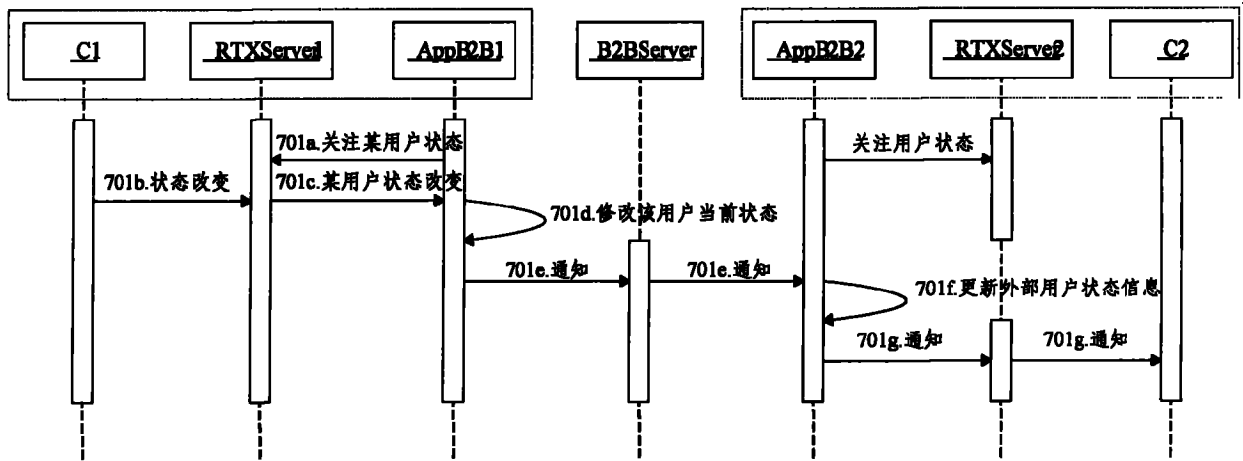 C1
RTXServer1
AppB2B1
B2BServer
AppB2B2
RTXServer2
C2
701a.关注某用户状态
关注用户状态
701b.状态改变
701c.某用户状态改变
701d.修改该用户当前状态
701e.通知
701e.通知
701f.更新外部用户状态信息
701g.通知
701g.通知